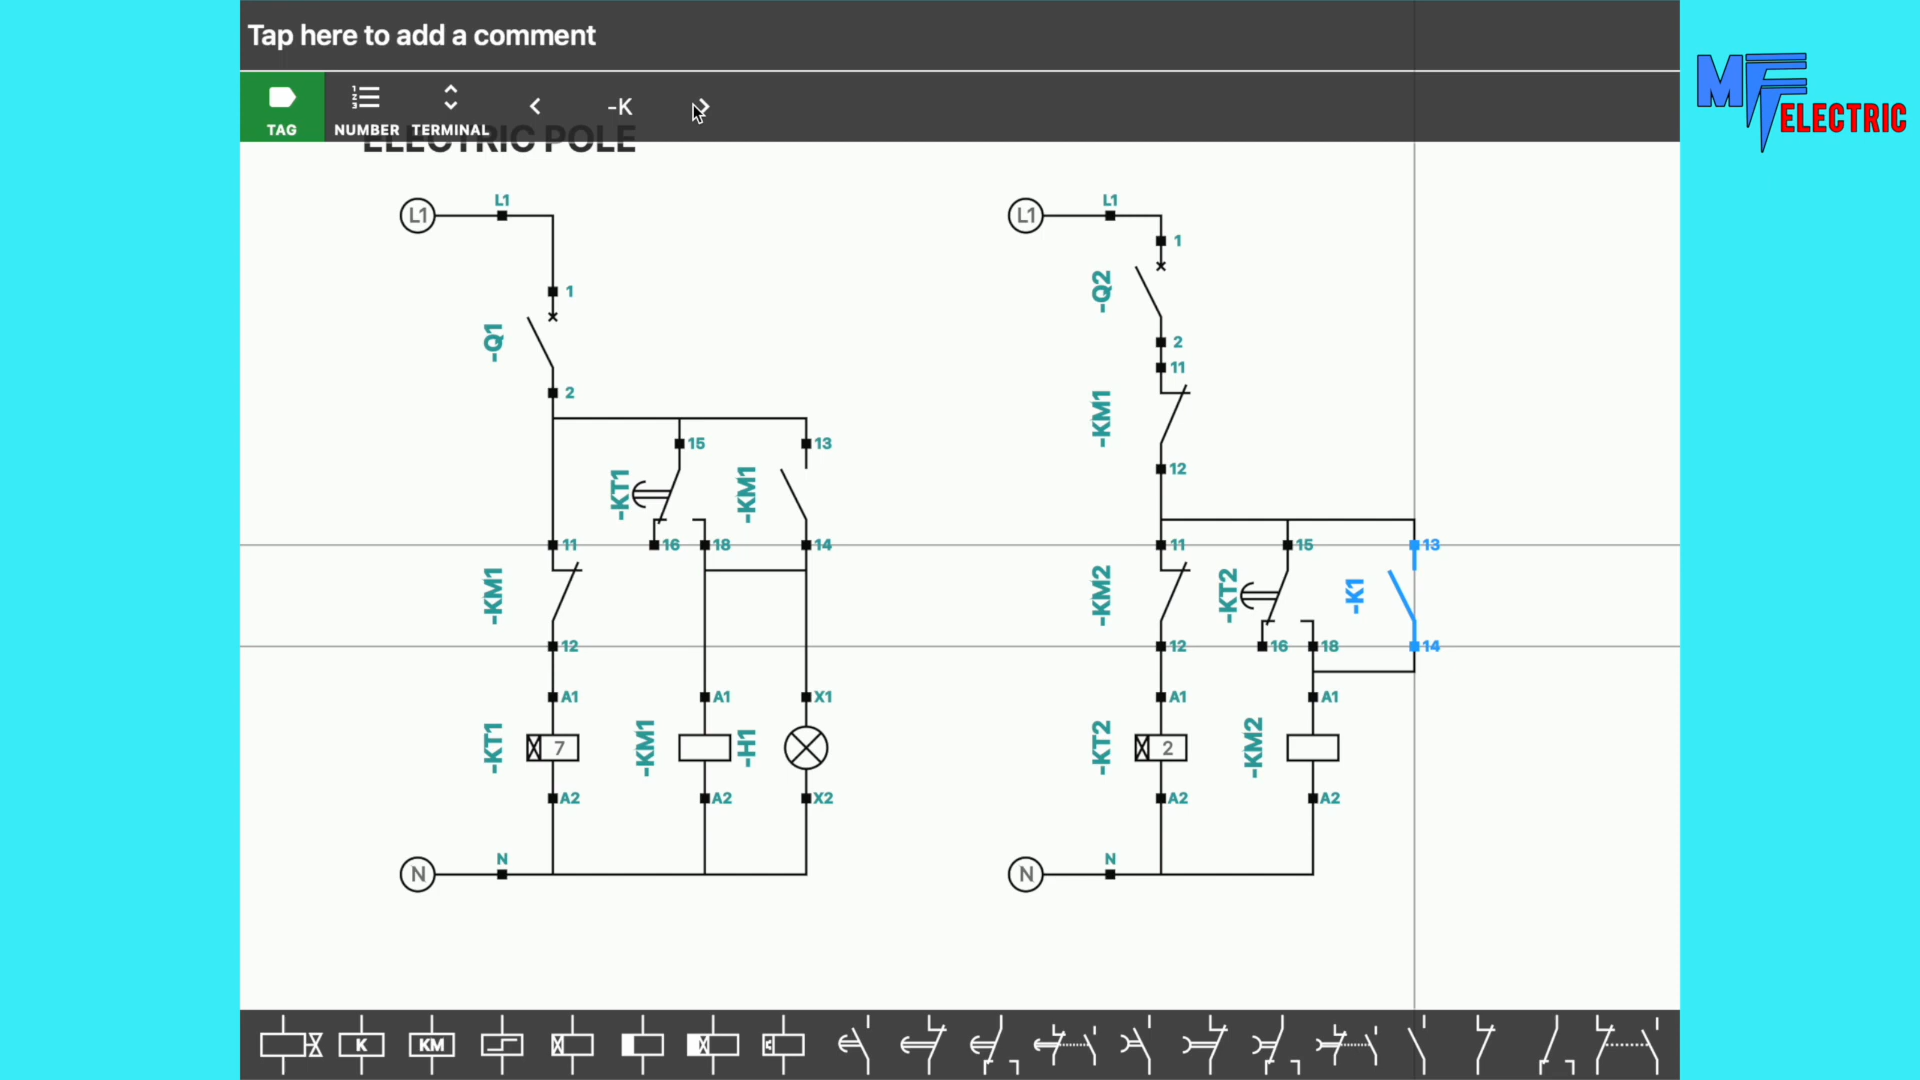 Tap here to add a comment
TAG
NUMBER
TERMINAL
-K
ELECTRIC POLE
MF
ELECTRIC
L1
L1
1
-Q1
2
15
13
-KT1
-KM1
11
16
18
14
-KM1
12
A1
A1
X1
-KT1
7
-KM1
-H1
A2
A2
X2
N
N
L1
L1
1
-Q2
2
11
-KM1
12
11
15
13
-KM2
-KT2
-K1
12
16
18
14
A1
A1
-KT2
2
-KM2
A2
A2
N
N
K
KM